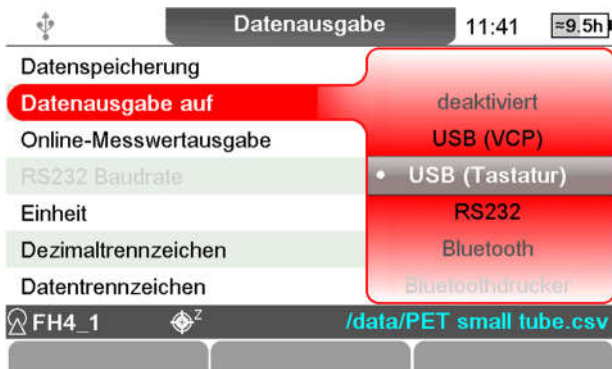 Datenausgabe 11:41 ≈9.5h
Datenspeicherung
Datenausgabe auf
deaktiviert
Online-Messwertausgabe
USB (VCP)
RS232 Baudrate
• USB (Tastatur)
Einheit
RS232
Dezimaltrennzeichen
Bluetooth
Datentrennzeichen
Bluetoothdrucker
FH4_1 Z /data/PET small tube.csv